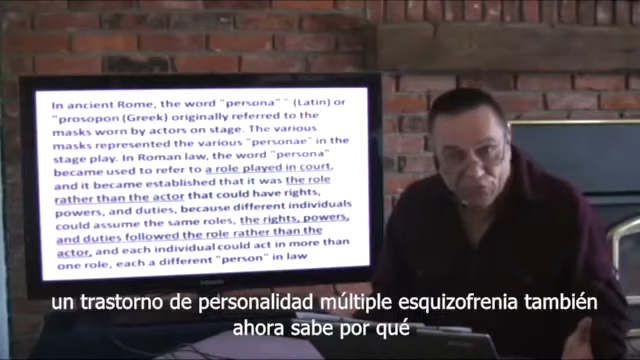 In ancient Rome, the word "persona" " (Latin) or
"prosopon (Greek) originally referred to the
masks worn by actors on stage. The various
masks represented the various "personae" in the
stage play. In Roman law, the word "persona"
became used to refer to a role played in court,
and it became established that it was the role
rather than the actor that could have rights,
powers, and duties, because different individuals
could assume the same roles, the rights, powers,
and duties followed the role rather than the
actor, and each individual could act in more than
one role, each a different "person" in law
un trastorno de personalidad múltiple esquizofrenia también
ahora sabe por qué